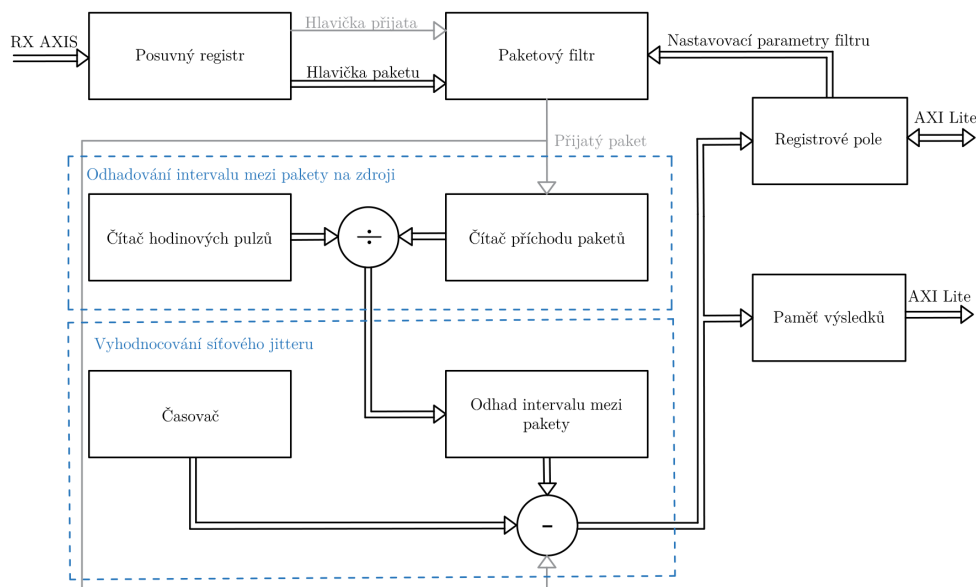 Hlavička přijata
RX AXIS
Posuvný registr
Paketový filtr
Nastavovací parametry filtru
Hlavička paketu
AXI Lite
Registrové pole
Přijatý paket
Odhadování intervalu mezi pakety na zdroji
Čítač hodinových pulzů
÷
Čítač příchodu paketů
AXI Lite
Paměť výsledků
Vyhodnocování síťového jitteru
Časovač
Odhad intervalu mezi
pakety
-